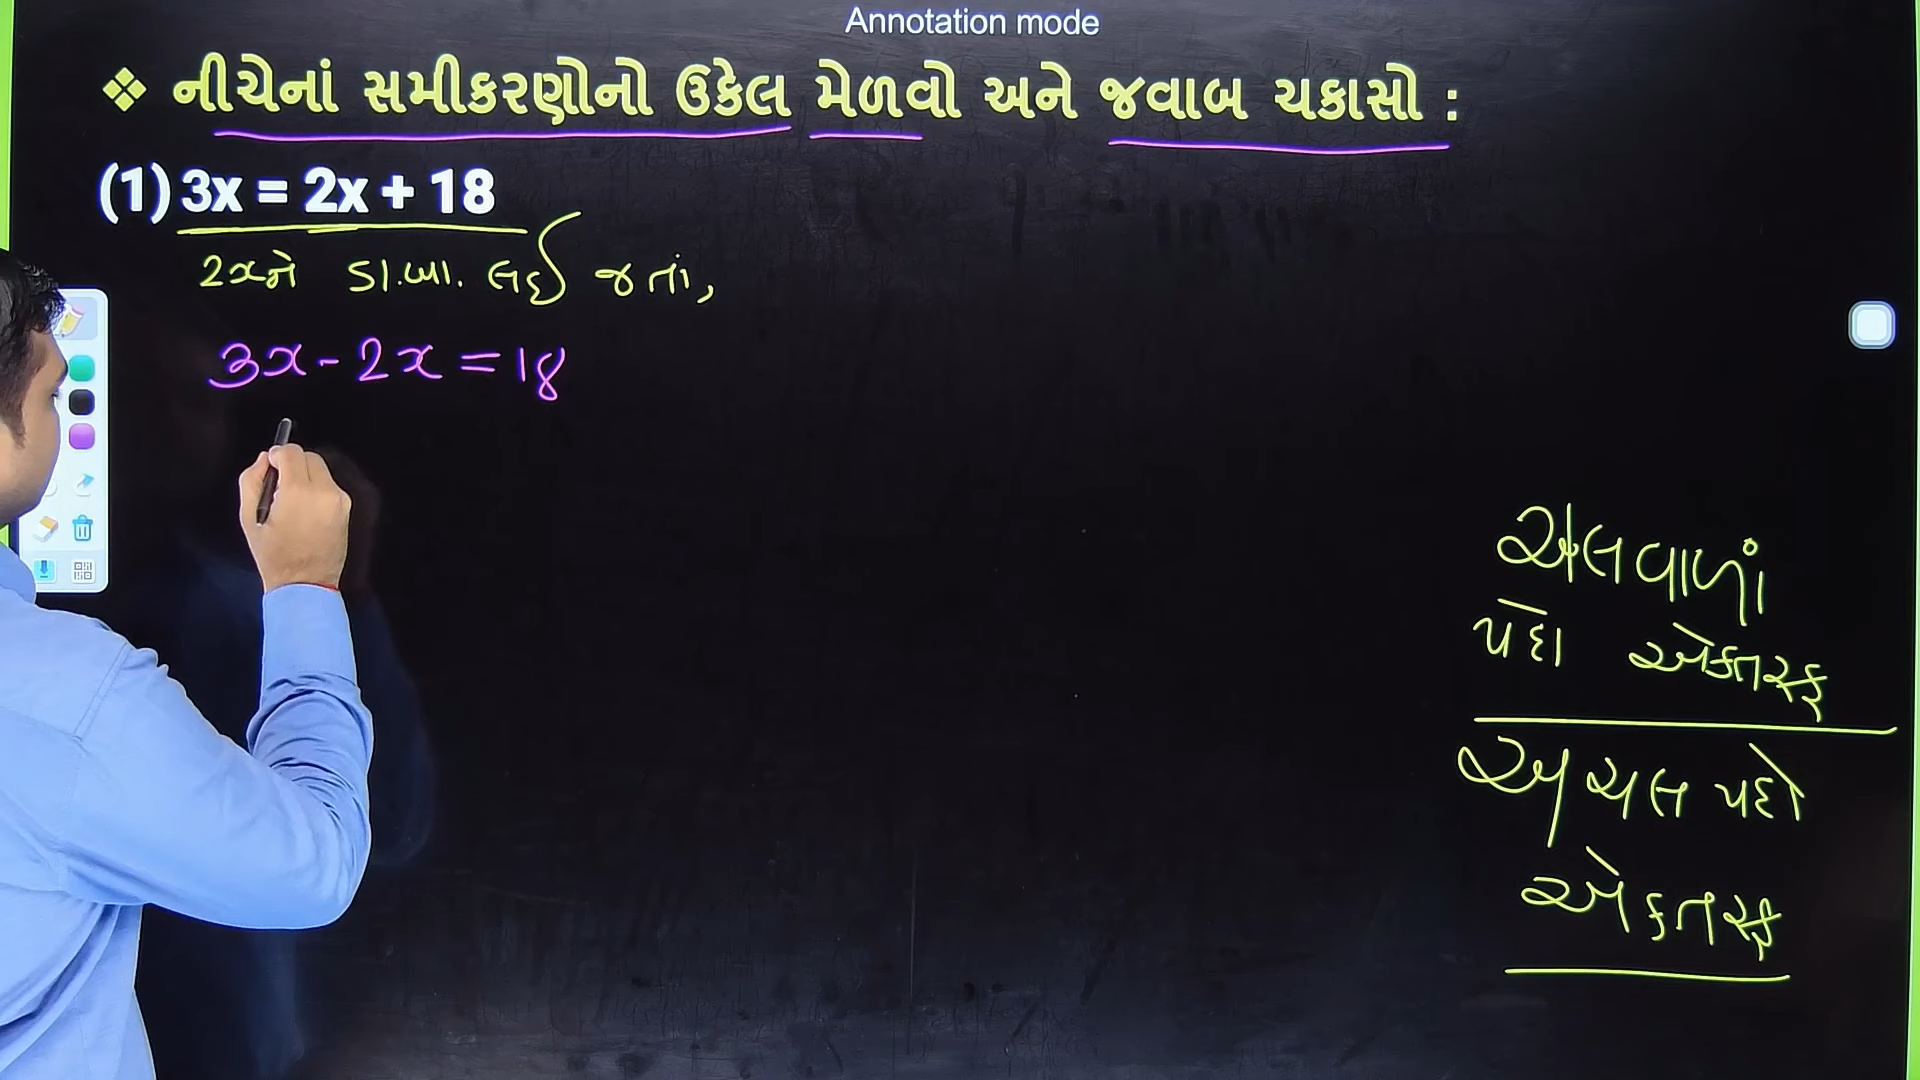 Annotation mode
❖ નીચેનાં સમીકરણોનો ઉકેલ મેળવો અને જવાબ ચકાસો :
(1) 3x = 2x + 18
2xને ડા.બા. લઈ જતાં,
3x - 2x = 18
ચલવાળાં
પદો એકતરફ
અચલ પદો
એકતરફ